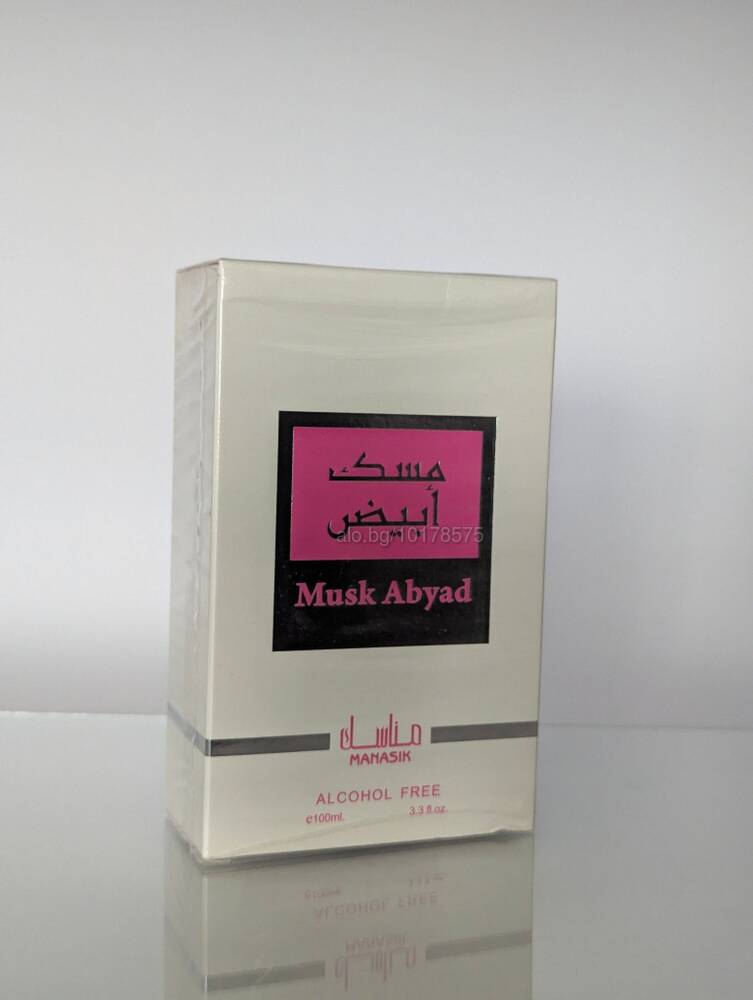 مسك
أبيض
alo.bg/10178575
Musk Abyad
مناسك
MANASIK
ALCOHOL FREE
e100ml. 3.3 fl.oz.